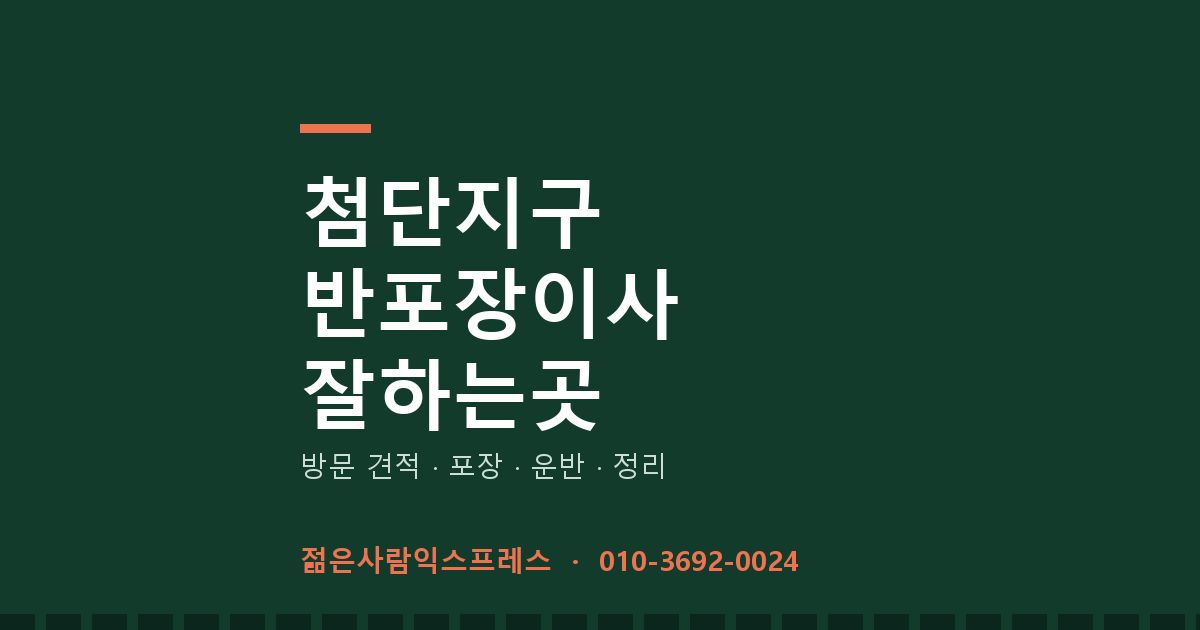 첨단지구
반포장이사
잘하는곳
방문 견적 · 포장 · 운반 · 정리
젊은사람익스프레스 · 010-3692-0024